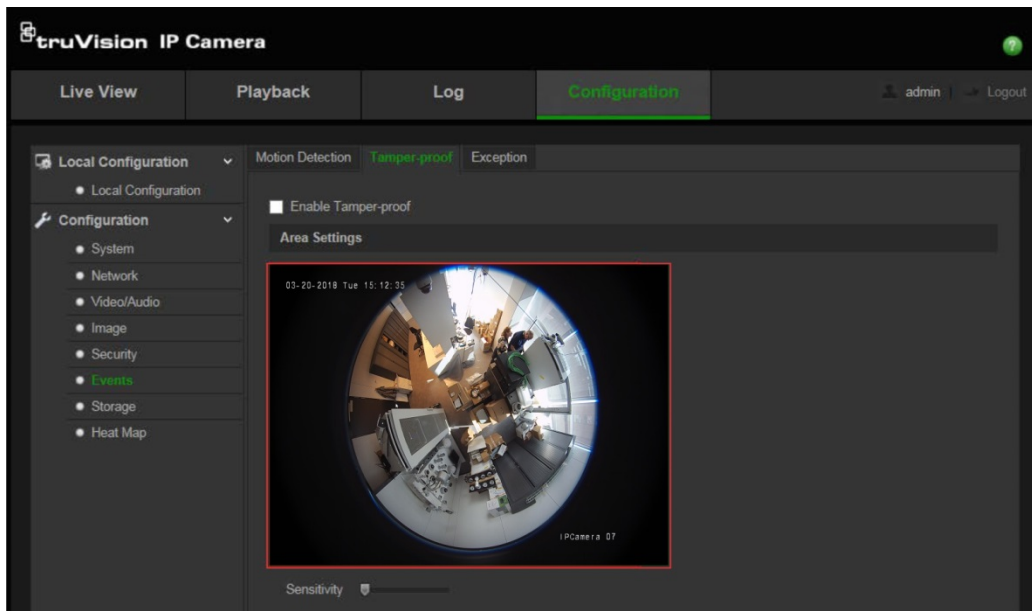 truVision IP Camera
?
Live View Playback Log Configuration admin | Logout
Local Configuration
Local Configuration
Configuration
System
Network
Video/Audio
Image
Security
Events
Storage
Heat Map
Motion Detection Tamper-proof Exception
Enable Tamper-proof
Area Settings
03-20-2018 Tue 15:12:35
IPCamera 07
Sensitivity